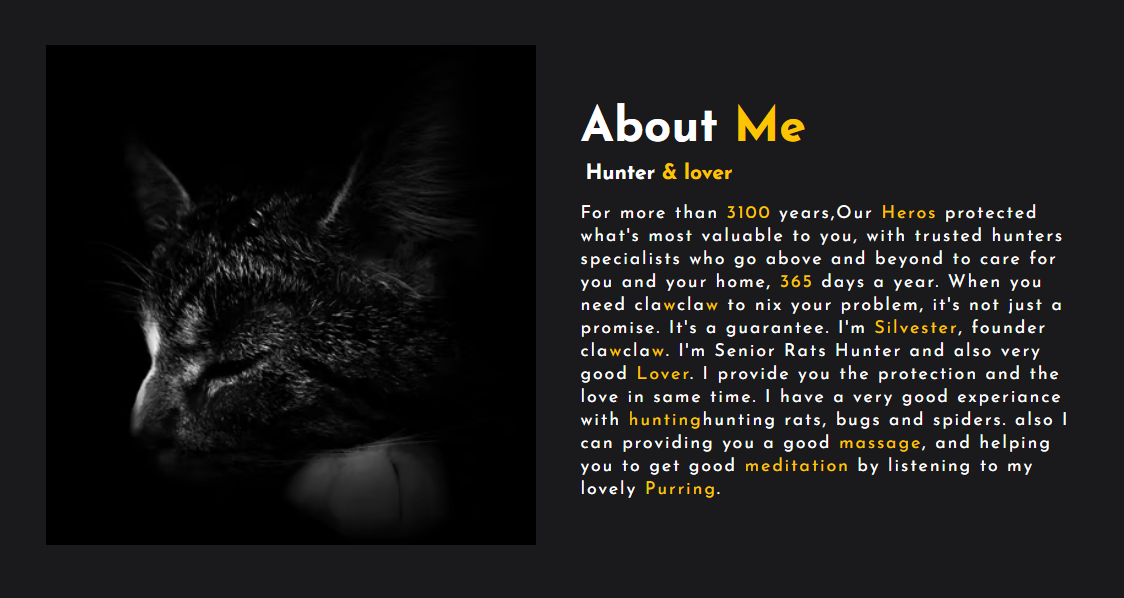 About Me
Hunter & lover
For more than 3100 years,Our Heros protected
what's most valuable to you, with trusted hunters
specialists who go above and beyond to care for
you and your home, 365 days a year. When you
need clawclaw to nix your problem, it's not just a
promise. It's a guarantee. I'm Silvester, founder
clawclaw. I'm Senior Rats Hunter and also very
good Lover. I provide you the protection and the
love in same time. I have a very good experiance
with huntinghunting rats, bugs and spiders. also I
can providing you a good massage, and helping
you to get good meditation by listening to my
lovely Purring.